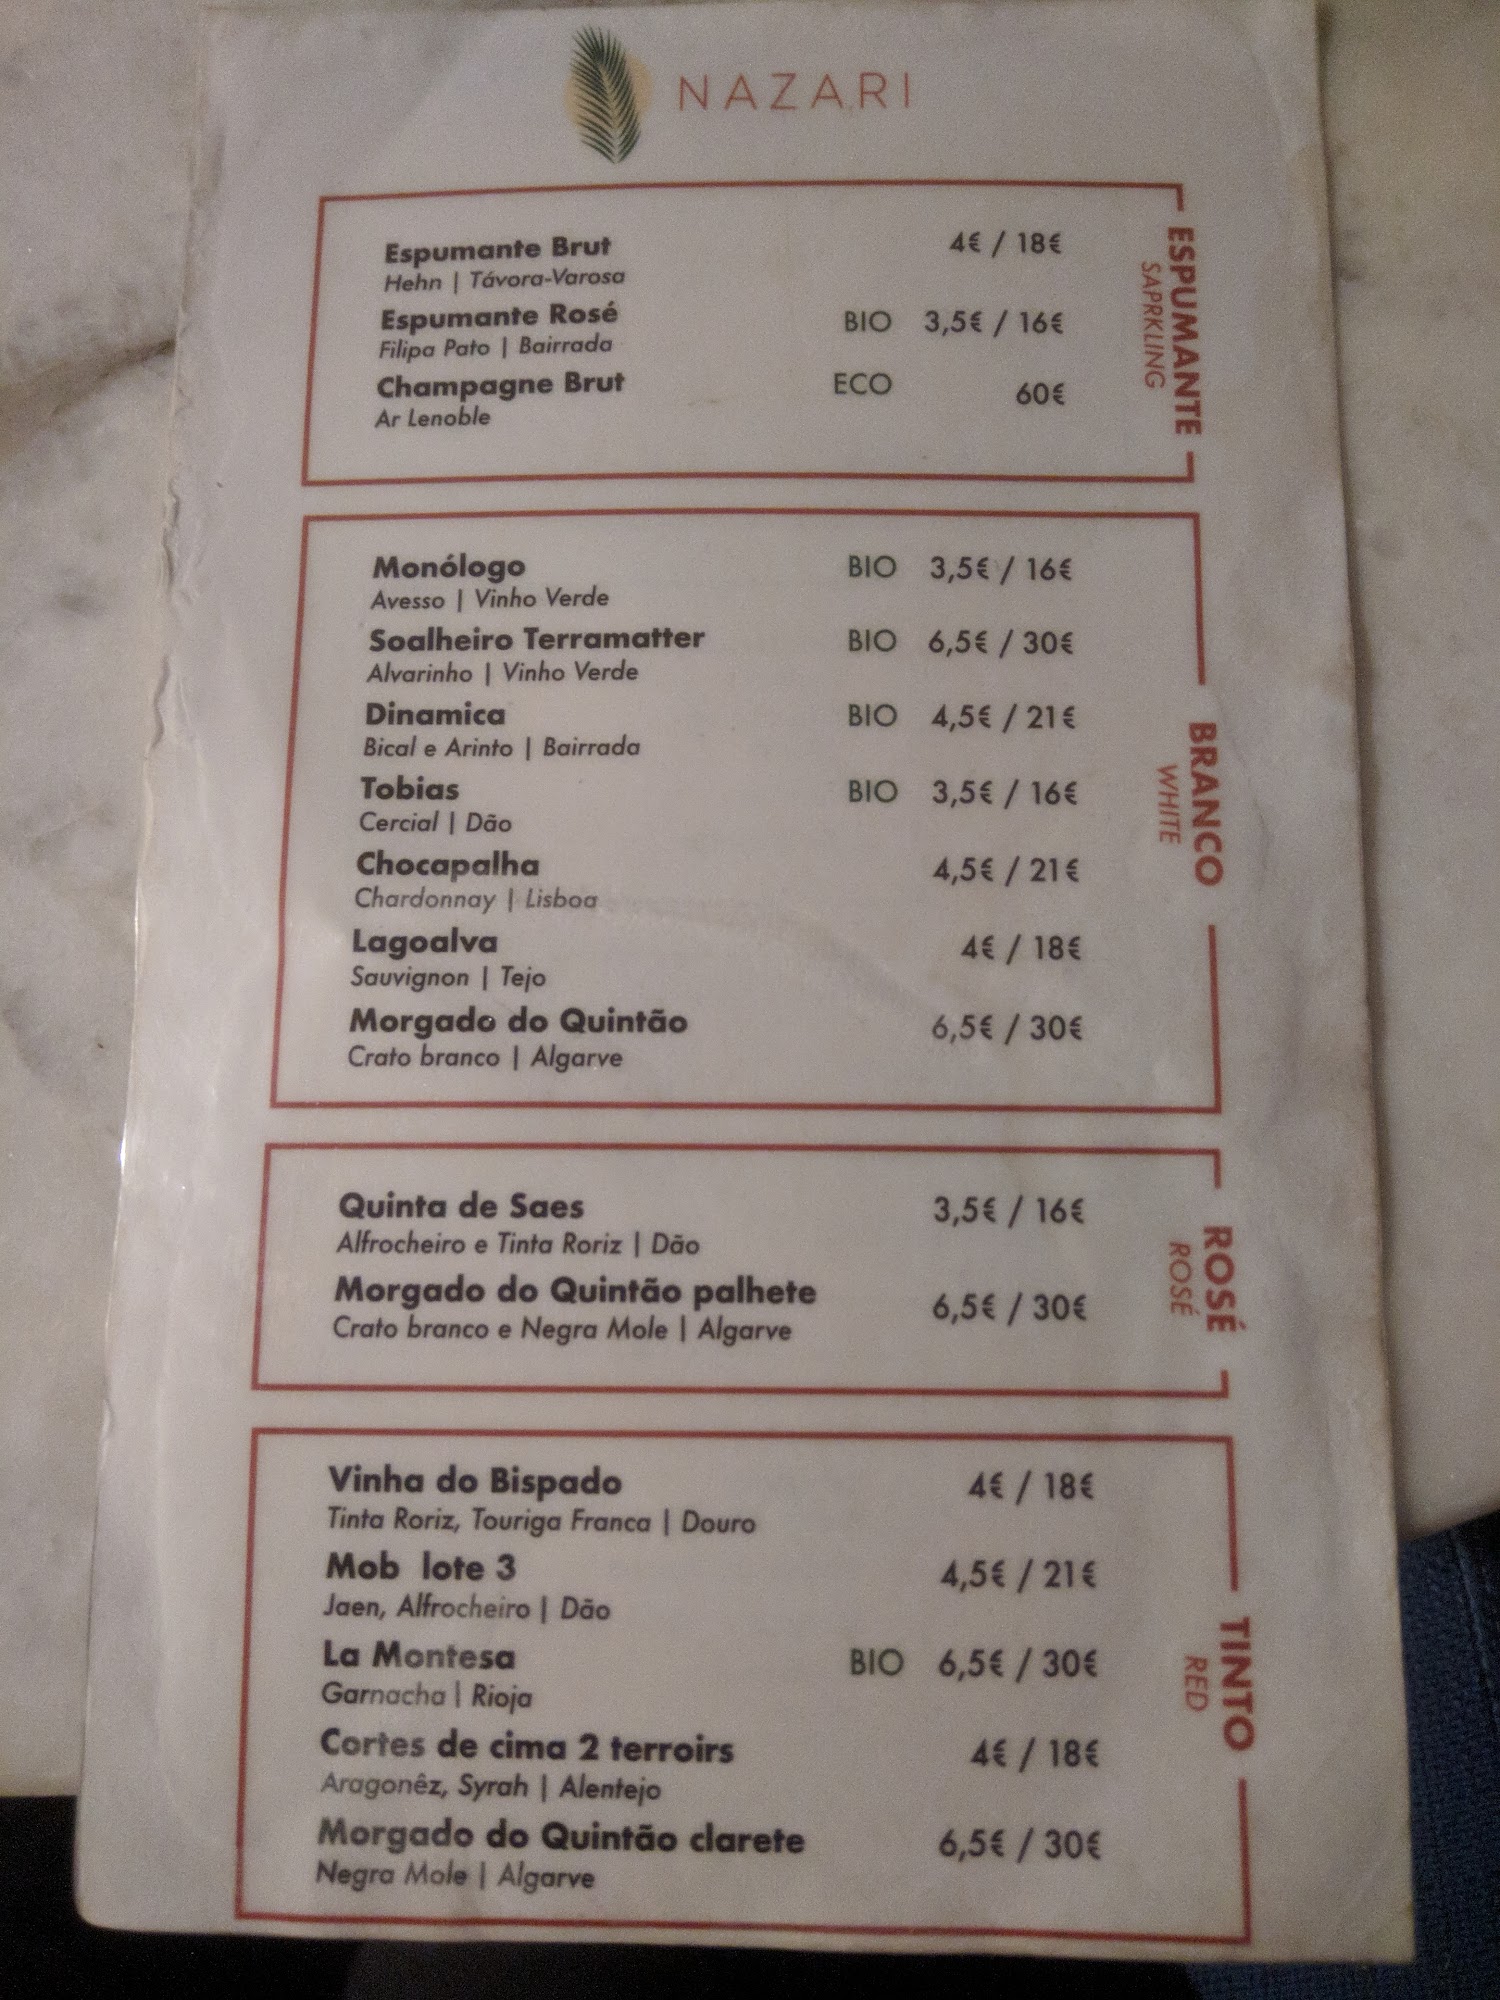 NAZARI
ESPUMANTE
SAPRKLING
Espumante Brut 4€ / 18€
Hehn | Távora-Varosa
Espumante Rosé BIO 3,5€ / 16€
Filipa Pato | Bairrada
Champagne Brut ECO 60€
Ar Lenoble
BRANCO
WHITE
Monólogo BIO 3,5€ / 16€
Avesso | Vinho Verde
Soalheiro Terramatter BIO 6,5€ / 30€
Alvarinho | Vinho Verde
Dinamica BIO 4,5€ / 21€
Bical e Arinto | Bairrada
Tobias BIO 3,5€ / 16€
Cercial | Dão
Chocapalha 4,5€ / 21€
Chardonnay | Lisboa
Lagoalva 4€ / 18€
Sauvignon | Tejo
Morgado do Quintão 6,5€ / 30€
Crato branco | Algarve
ROSÉ
ROSÉ
Quinta de Saes 3,5€ / 16€
Alfrocheiro e Tinta Roriz | Dão
Morgado do Quintão palhete 6,5€ / 30€
Crato branco e Negra Mole | Algarve
TINTO
RED
Vinha do Bispado 4€ / 18€
Tinta Roriz, Touriga Franca | Douro
Mob lote 3 4,5€ / 21€
Jaen, Alfrocheiro | Dão
La Montesa BIO 6,5€ / 30€
Garnacha | Rioja
Cortes de cima 2 terroirs 4€ / 18€
Aragonêz, Syrah | Alentejo
Morgado do Quintão clarete 6,5€ / 30€
Negra Mole | Algarve